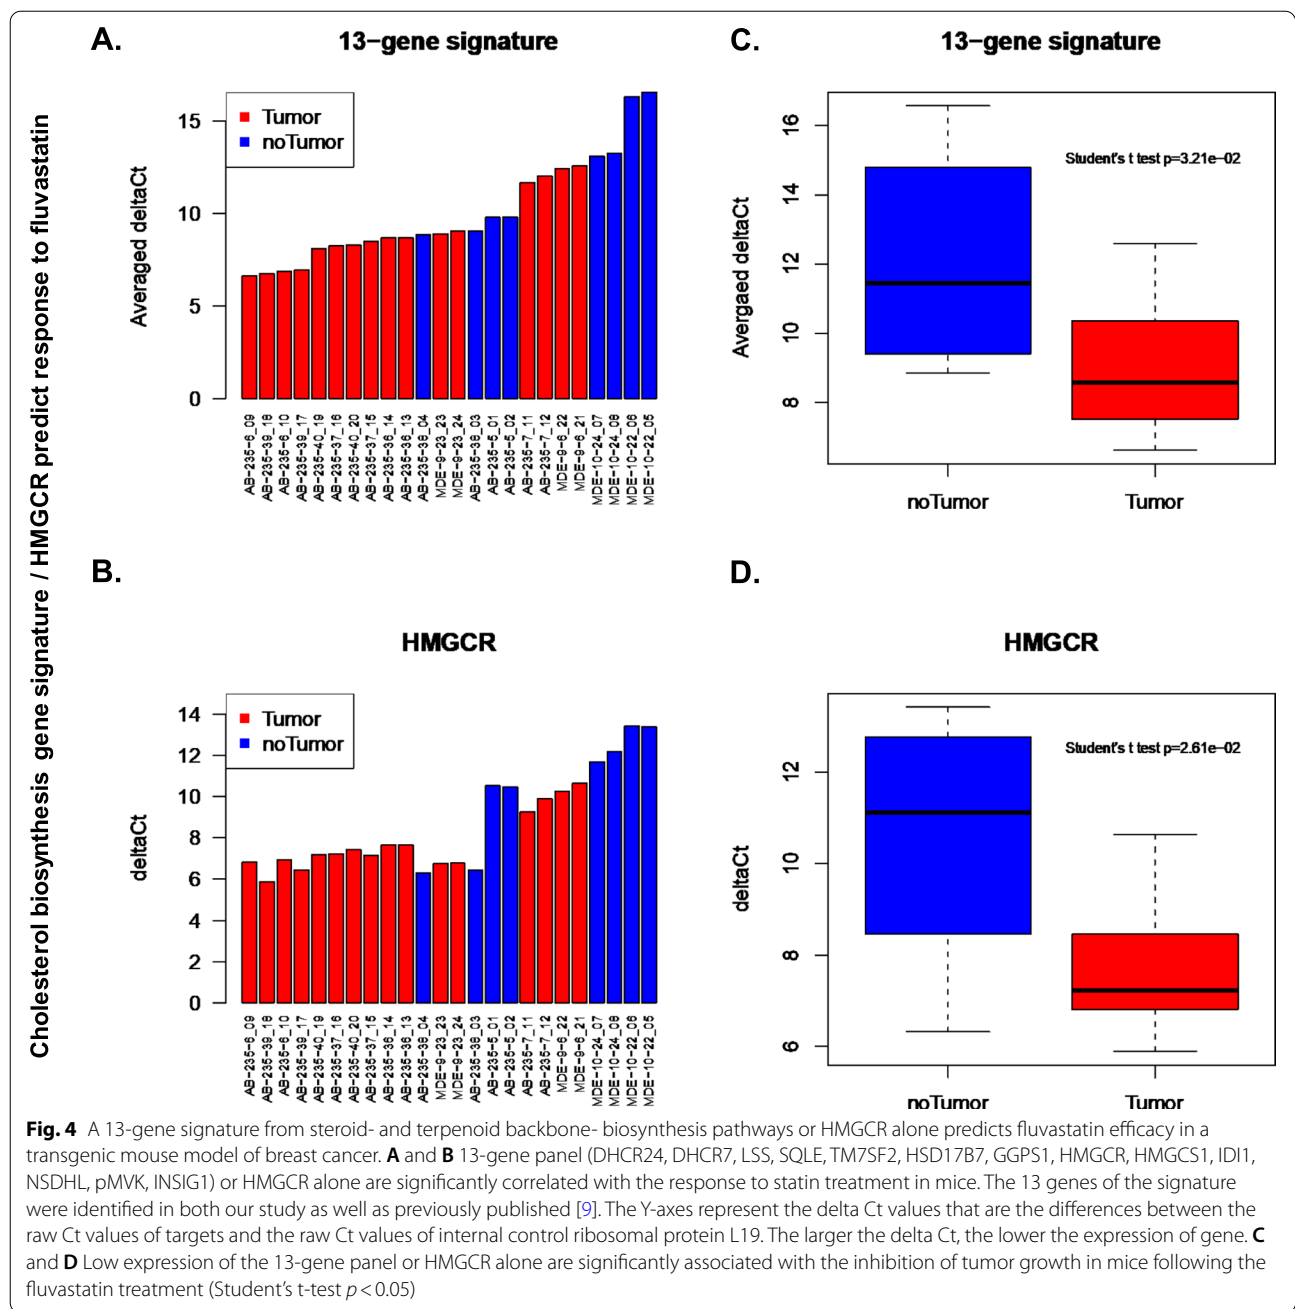 Cholesterol biosynthesis gene signature / HMGCR predict response to fluvastatin
A.
13-gene signature
Averaged deltaCt
15
10
5
0
Tumor
noTumor
AB-235-6_09
AB-235-39_18
AB-235-6_10
AB-235-39_17
AB-235-40_19
AB-235-37_16
AB-235-40_20
AB-235-37_15
AB-235-36_14
AB-235-36_13
AB-235-38_04
MDE-9-23_23
MDE-9-23_24
AB-235-38_03
AB-235-5_01
AB-235-5_02
AB-235-7_11
AB-235-7_12
MDE-9-6_22
MDE-9-6_21
MDE-10-24_07
MDE-10-24_08
MDE-10-22_06
MDE-10-22_05
C.
13-gene signature
Avergaed deltaCt
16
14
12
10
8
Student's t test p=3.21e-02
noTumor
Tumor
B.
HMGCR
deltaCt
14
12
10
8
6
4
2
0
Tumor
noTumor
AB-235-6_09
AB-235-39_18
AB-235-6_10
AB-235-39_17
AB-235-40_19
AB-235-37_16
AB-235-40_20
AB-235-37_15
AB-235-36_14
AB-235-36_13
AB-235-38_04
MDE-9-23_23
MDE-9-23_24
AB-235-38_03
AB-235-5_01
AB-235-5_02
AB-235-7_11
AB-235-7_12
MDE-9-6_22
MDE-9-6_21
MDE-10-24_07
MDE-10-24_08
MDE-10-22_06
MDE-10-22_05
D.
HMGCR
deltaCt
12
10
8
6
Student's t test p=2.61e-02
noTumor
Tumor
Fig. 4 A 13-gene signature from steroid- and terpenoid backbone- biosynthesis pathways or HMGCR alone predicts fluvastatin efficacy in a
transgenic mouse model of breast cancer. A and B 13-gene panel (DHCR24, DHCR7, LSS, SQLE, TM7SF2, HSD17B7, GGPS1, HMGCR, HMGCS1, IDI1,
NSDHL, pMVK, INSIG1) or HMGCR alone are significantly correlated with the response to statin treatment in mice. The 13 genes of the signature
were identified in both our study as well as previously published [9]. The Y-axes represent the delta Ct values that are the differences between the
raw Ct values of targets and the raw Ct values of internal control ribosomal protein L19. The larger the delta Ct, the lower the expression of gene. C
and D Low expression of the 13-gene panel or HMGCR alone are significantly associated with the inhibition of tumor growth in mice following the
fluvastatin treatment (Student's t-test p < 0.05)